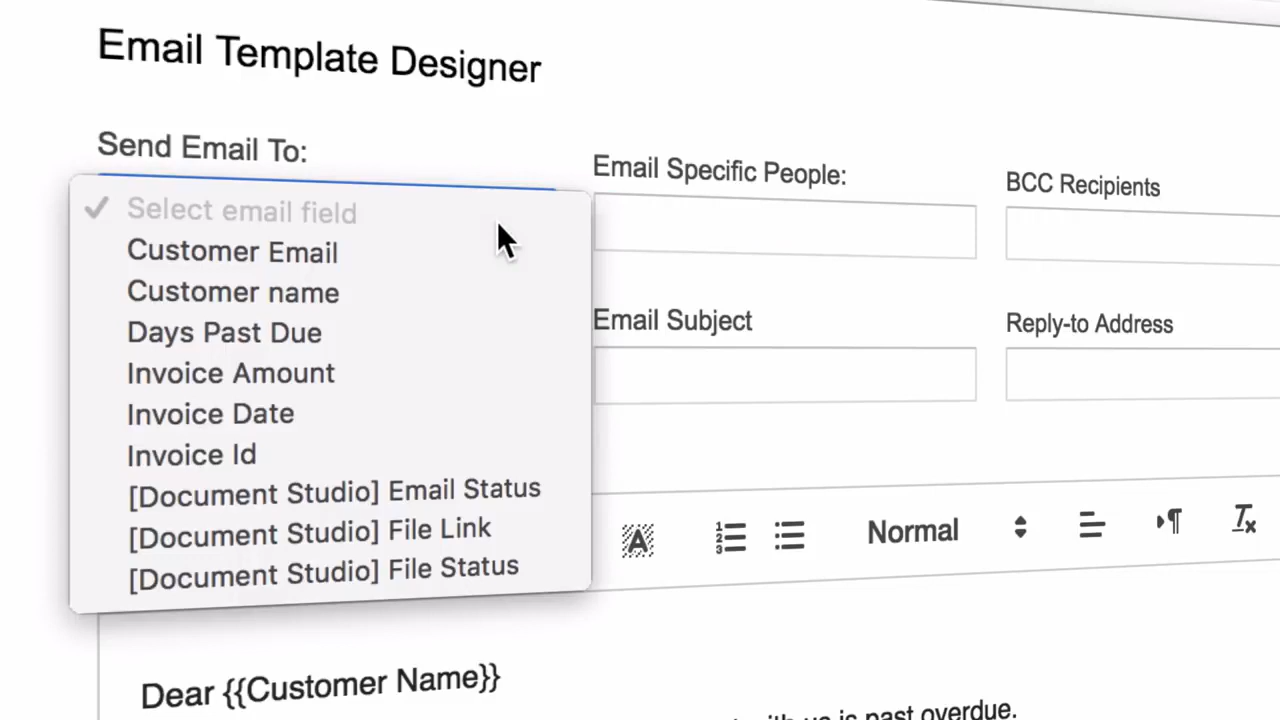 Email Template Designer
Send Email To:
Email Specific People:
BCC Recipients
Select email field
Customer Email
Customer name
Days Past Due
Invoice Amount
Invoice Date
Invoice Id
[Document Studio] Email Status
[Document Studio] File Link
[Document Studio] File Status
Email Subject
Reply-to Address
Normal
Dear {{Customer Name}}
with us is past overdue.